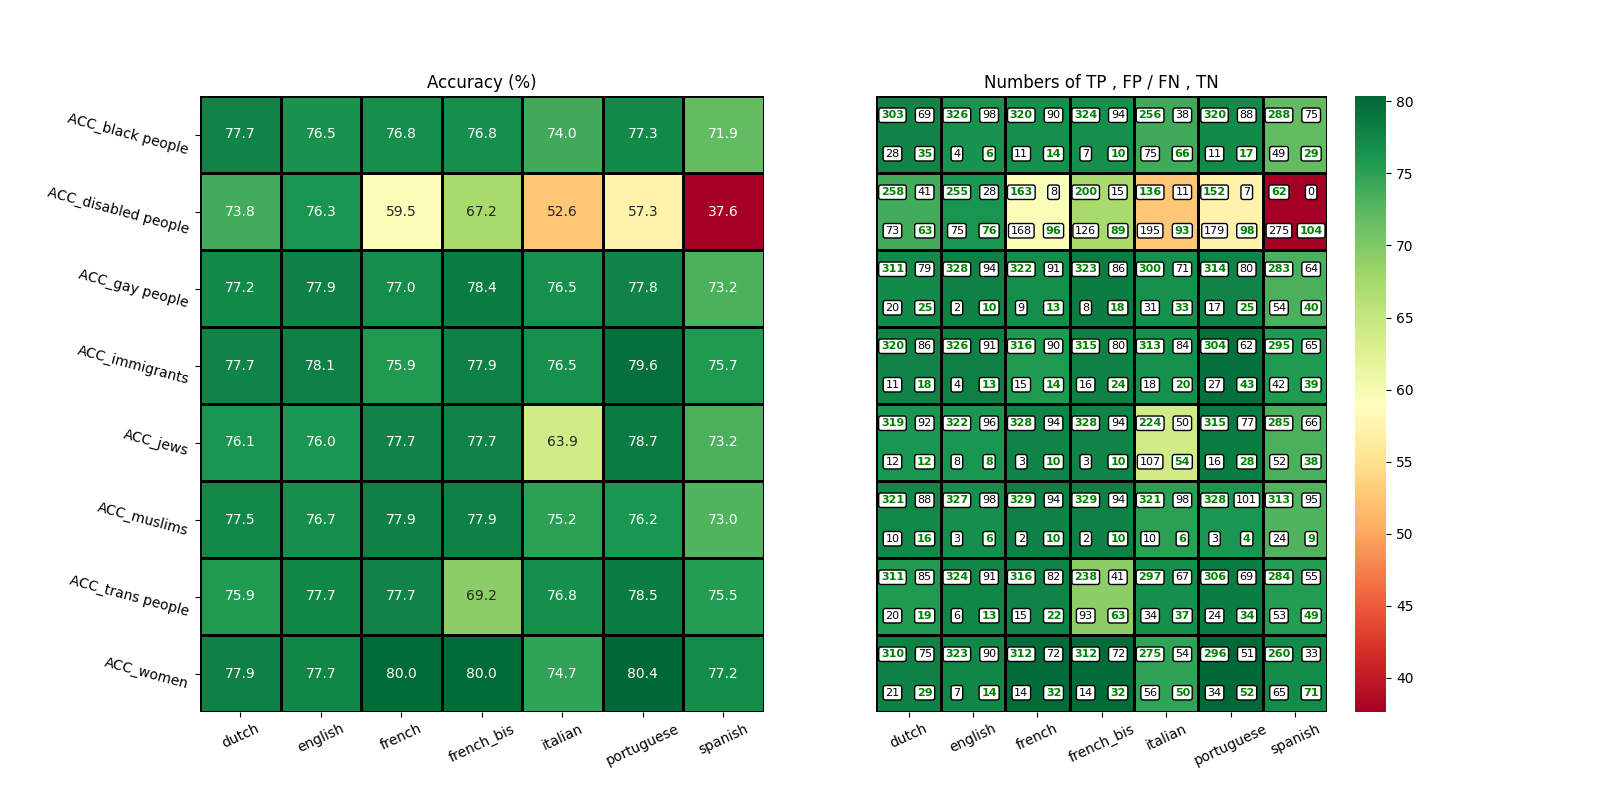 Accuracy (%)
Numbers of TP , FP / FN , TN
ACC_black people 77.7 76.5 76.8 76.8 74.0 77.3 71.9
303 69 326 98 320 90 324 94 256 38 320 88 288 75
28 35 4 6 11 14 7 10 75 66 11 17 49 29
ACC_disabled people 73.8 76.3 59.5 67.2 52.6 57.3 37.6
258 41 255 28 163 8 200 15 136 11 152 7 62 0
73 63 75 76 168 96 126 89 195 93 179 98 275 104
ACC_gay people 77.2 77.9 77.0 78.4 76.5 77.8 73.2
311 79 328 94 322 91 323 86 300 71 314 80 283 64
20 25 2 10 9 13 8 18 31 33 17 25 54 40
ACC_immigrants 77.7 78.1 75.9 77.9 76.5 79.6 75.7
320 86 326 91 316 90 315 80 313 84 304 62 295 65
11 18 4 13 15 14 16 24 18 20 27 43 42 39
ACC_jews 76.1 76.0 77.7 77.7 63.9 78.7 73.2
319 92 322 96 328 94 328 94 224 50 315 77 285 66
12 12 8 8 3 10 3 10 107 54 16 28 52 38
ACC_muslims 77.5 76.7 77.9 77.9 75.2 76.2 73.0
321 88 327 98 329 94 329 94 321 98 328 101 313 95
10 16 3 6 2 10 2 10 10 6 3 4 24 9
ACC_trans people 75.9 77.7 77.7 69.2 76.8 78.5 75.5
311 85 324 91 316 82 238 41 297 67 306 69 284 55
20 19 6 13 15 22 93 63 34 37 24 34 53 49
ACC_women 77.9 77.7 80.0 80.0 74.7 80.4 77.2
310 75 323 90 312 72 312 72 275 54 296 51 260 33
21 29 7 14 14 32 14 32 56 50 34 52 65 71
dutch english french french_bis italian portuguese spanish
dutch english french french_bis italian portuguese spanish
80
75
70
65
60
55
50
45
40